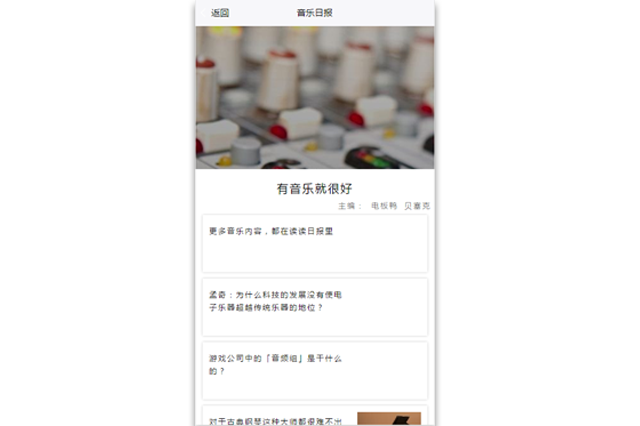 返回
音乐日报
有音乐就很好
主编： 电板鸭 贝塞克
更多音乐内容，都在读读日报里
孟奇：为什么科技的发展没有使电
子乐器超越传统乐器的地位？
游戏公司中的「音频组」是干什么
的？
对于古典钢琴这种大师都很难不出